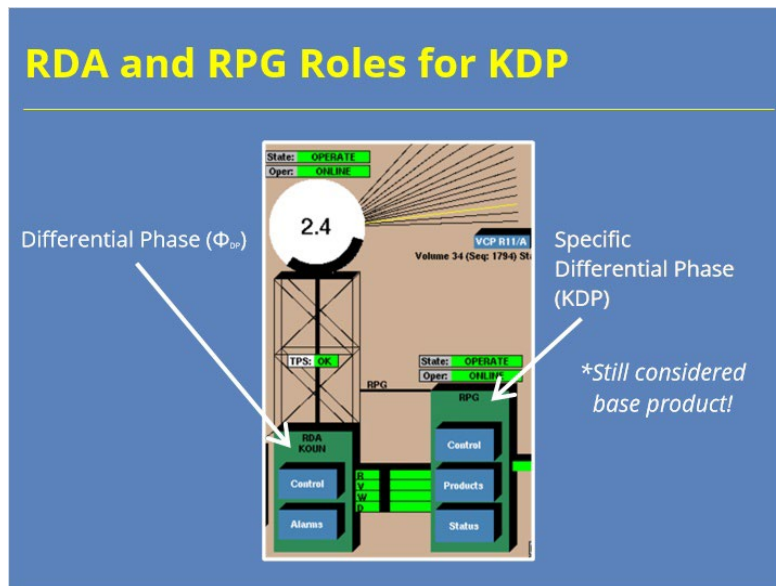 RDA and RPG Roles for KDP
State: OPERATE
Oper: ONLINE
2.4
Differential Phase (Φ_DP)
VCP R11/A
Volume 34 (Seq: 1794) Sta
Specific
Differential Phase
(KDP)
TPS: OK
State: OPERATE
Oper: ONLINE
*Still considered
base product!
RPG
RPG
RDA
KOUN
Control
Control
R
V
W
D
Products
Alarms
Status